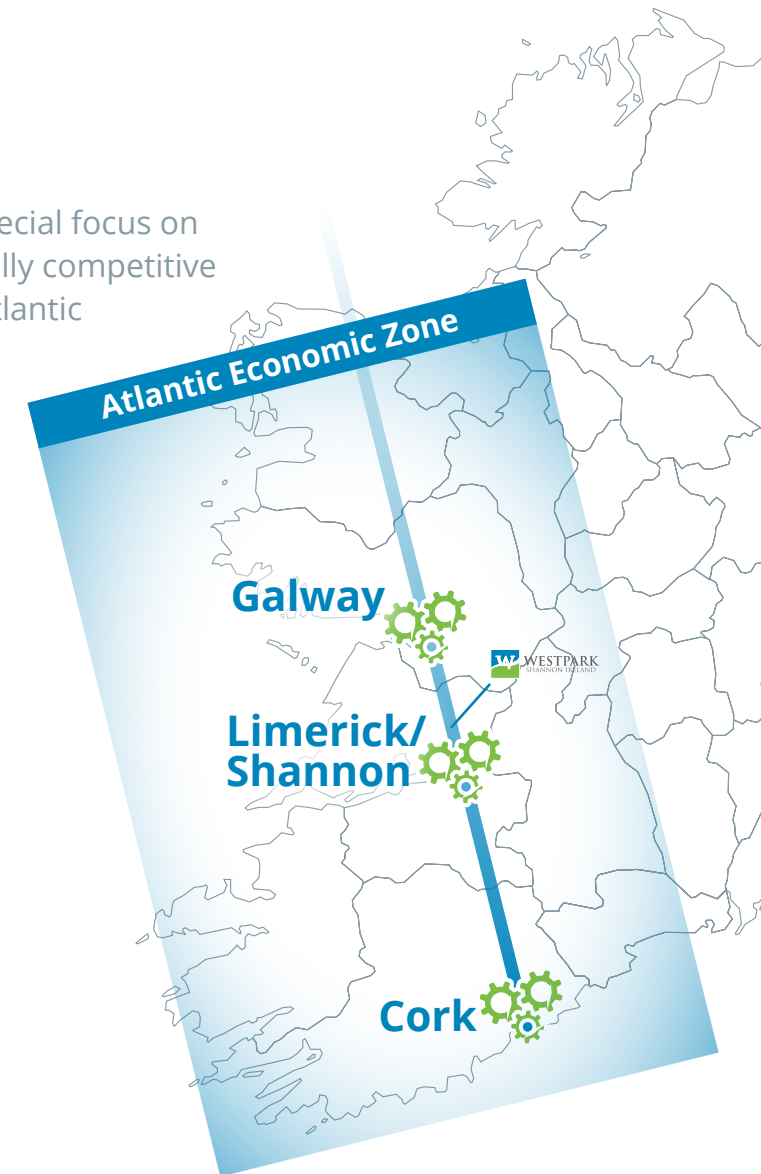 ecial focus on
lly competitive
tlantic
Atlantic Economic Zone
Galway
W WESTPARK
SHANNON IRELAND
Limerick/
Shannon
Cork